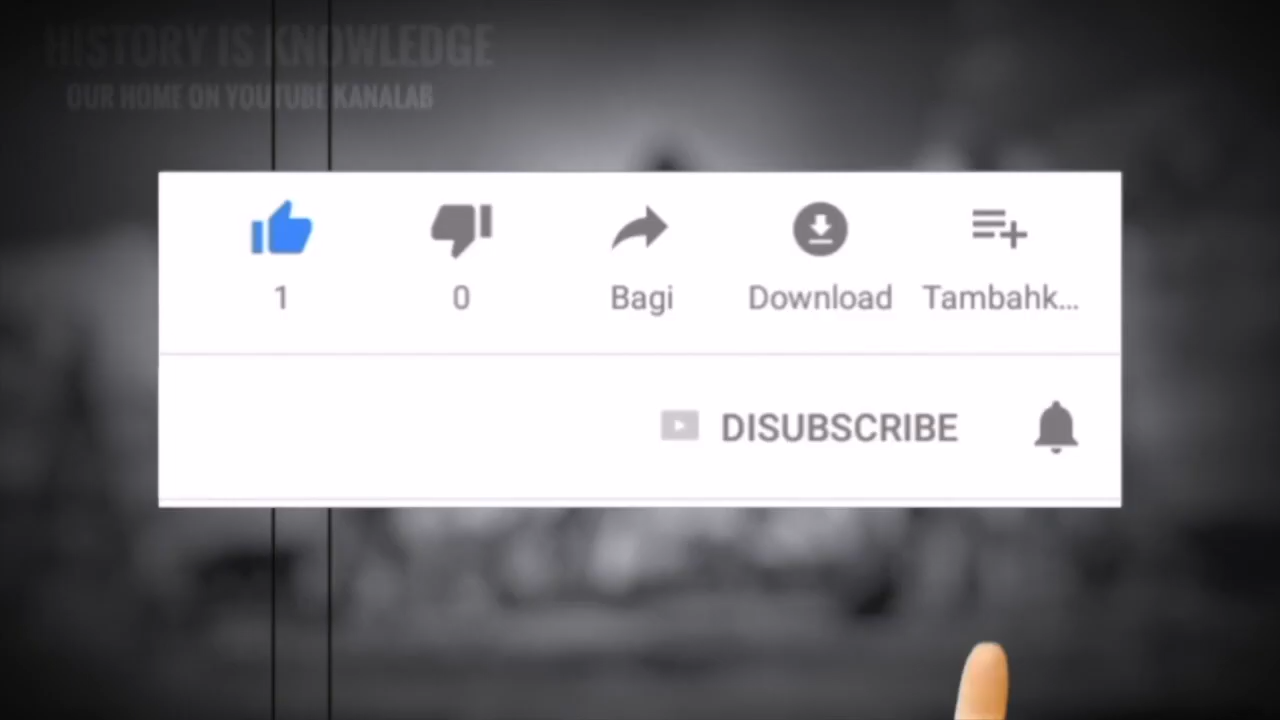 HISTORY IS KNOWLEDGE
OUR HOME ON YOUTUBE KANALAB
1 0 Bagi Download Tambahk...
DISUBSCRIBE